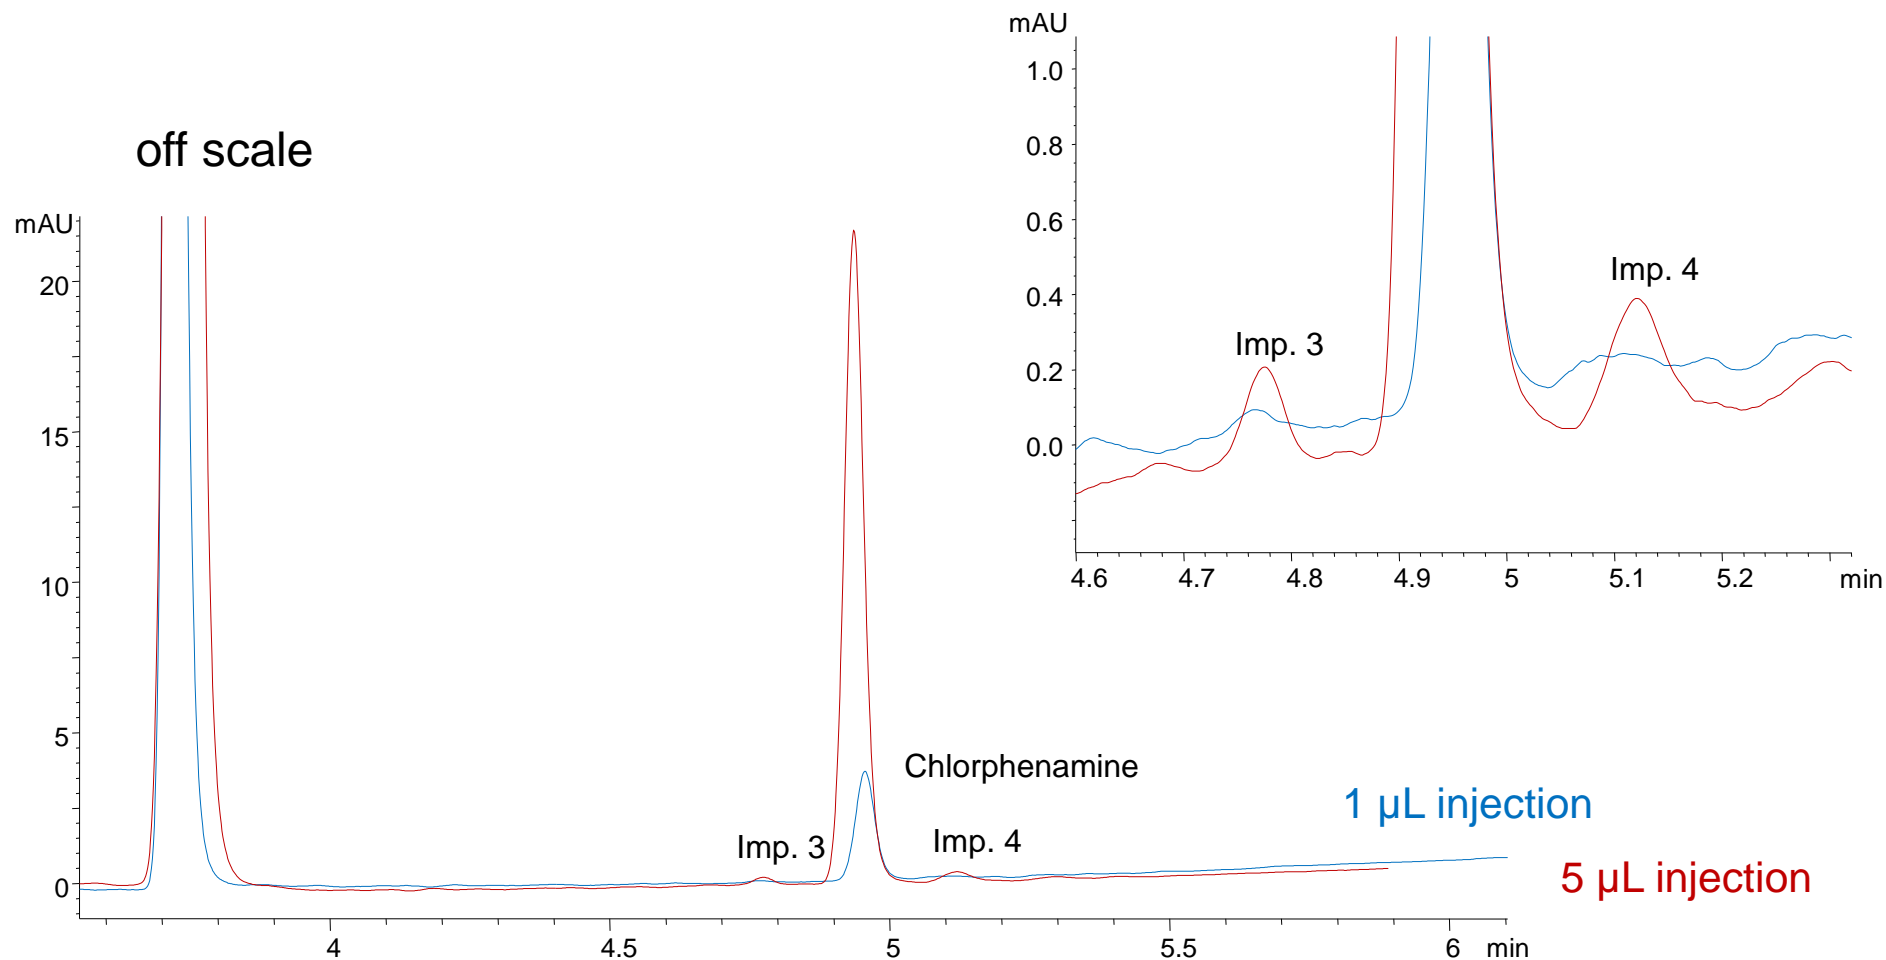 mAU
1.0
0.8
0.6
0.4
0.2
0.0
Imp. 3
Imp. 4
4.6 4.7 4.8 4.9 5 5.1 5.2 min
off scale
mAU
20
15
10
5
0
Chlorphenamine
Imp. 3
Imp. 4
1 µL injection
5 µL injection
4 4.5 5 5.5 6 min